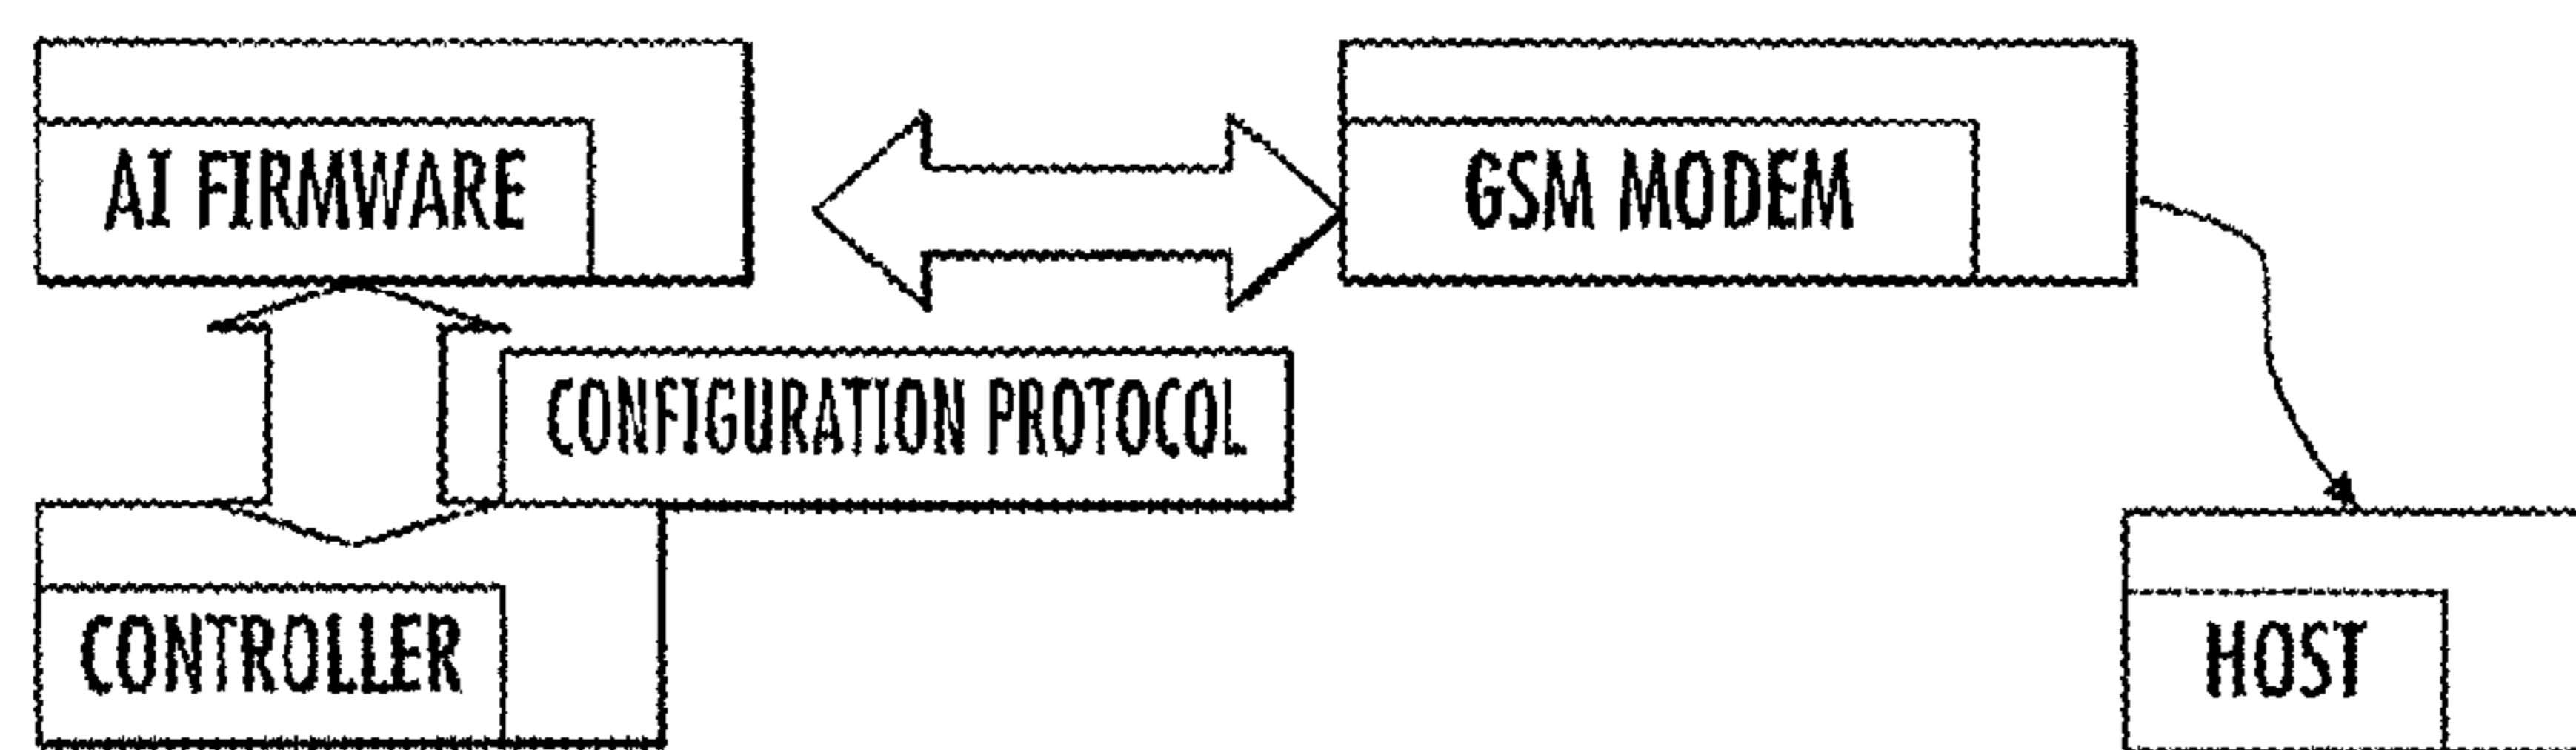 AI FIRMWARE
GSM MODEM
CONFIGURATION PROTOCOL
CONTROLLER
HOST